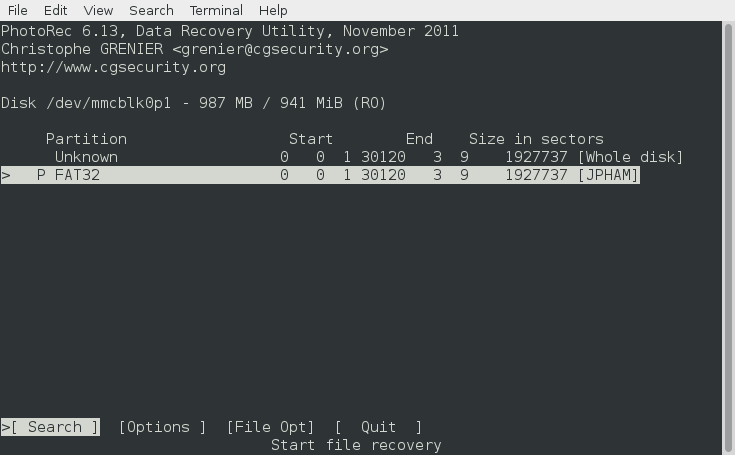 File Edit View Search Terminal Help
PhotoRec 6.13, Data Recovery Utility, November 2011
Christophe GRENIER <grenier@cgsecurity.org>
http://www.cgsecurity.org
Disk /dev/mmcblk0p1 - 987 MB / 941 MiB (RO)
Partition Start End Size in sectors
Unknown 0 0 1 30120 3 9 1927737 [Whole disk]
> P FAT32 0 0 1 30120 3 9 1927737 [JPHAM]
>[ Search ] [Options ] [File Opt] [ Quit ]
Start file recovery